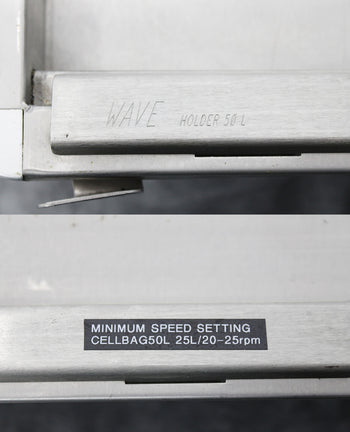 WAVE HOLDER 50 L
MINIMUM SPEED SETTING
CELLBAG50L 25L/20-25rpm